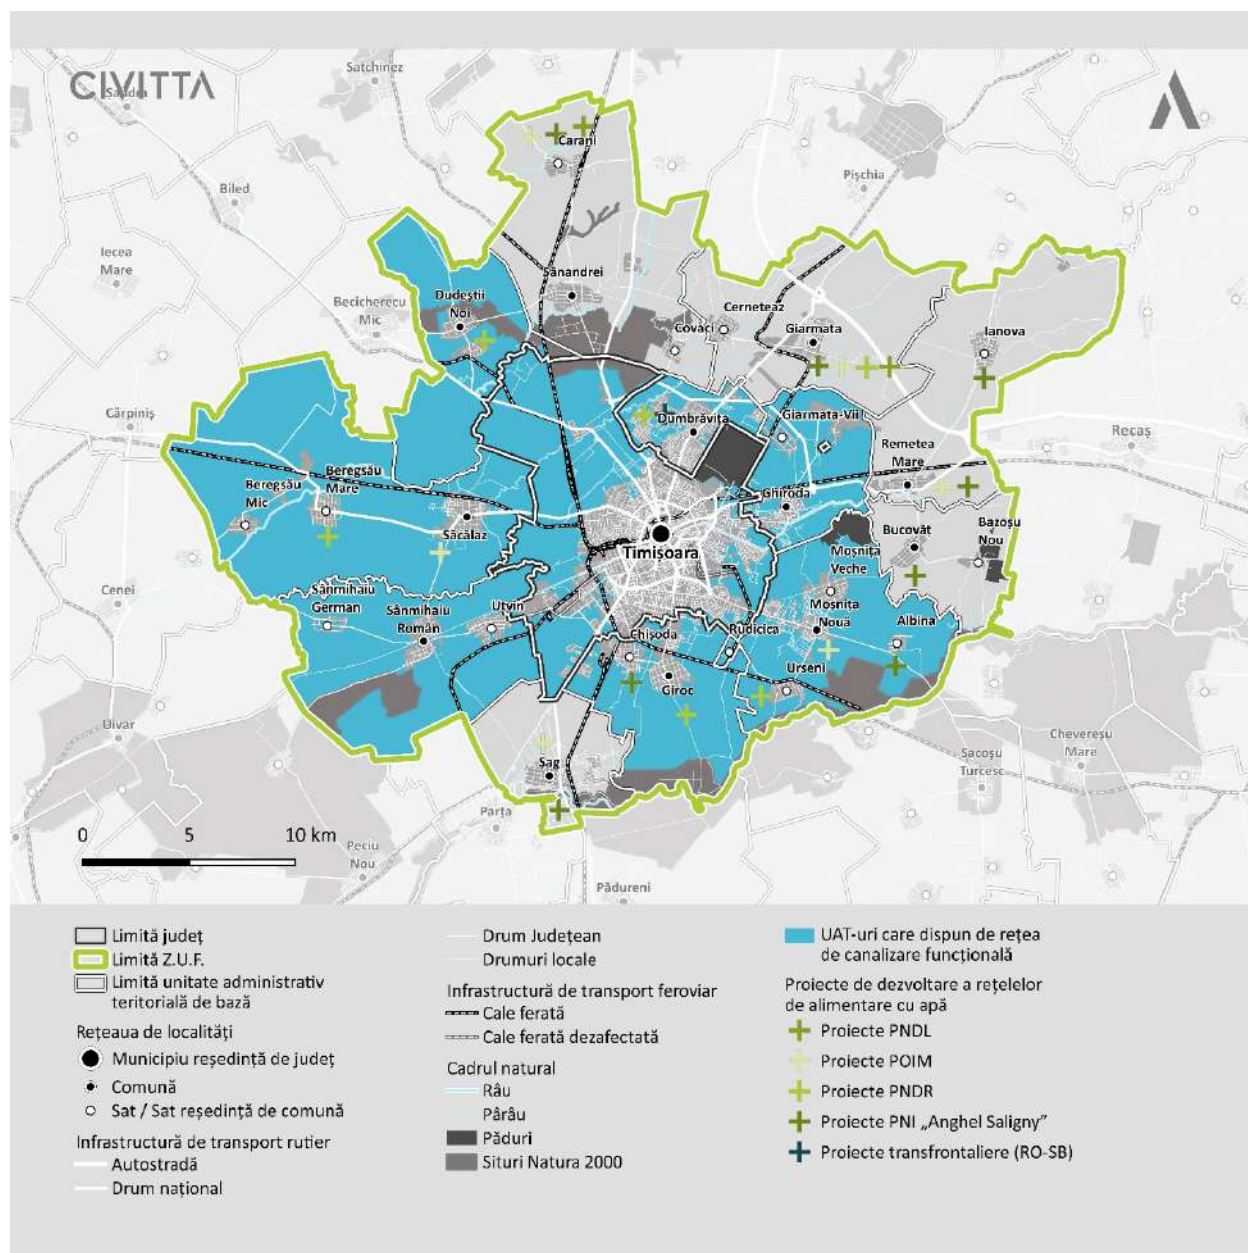 CIVITTA
Sandra
Satchinez
Carani
Pișchia
Biled
Iecea
Mare
Sânandrei
Dudeștii
Noi
Becicherecu
Mic
Cerneteaz
Covaci
Giarmata
Ianova
Cărpiniș
Dumbrăvița
Giarmata-Vii
Recaș
Remetea
Mare
Beregsău
Mare
Beregsău
Mic
Săcălaz
Ghiroda
Bucovăț
Bazoșu
Nou
Timișoara
Moșnița
Veche
Cenei
Sânmihaiu
German
Sânmihaiu
Român
Utvin
Moșnița
Nouă
Albina
Chișoda
Rudicica
Urseni
Giroc
Uivar
Chevereșu
Mare
Sacoșu
Turcesc
Șag
Parța
0 5 10 km
Peciu
Nou
Pădureni
Limită județ
Limită Z.U.F.
Limită unitate administrativ
teritorială de bază
Rețeaua de localități
Municipiu reședință de județ
Comună
Sat / Sat reședință de comună
Infrastructură de transport rutier
Autostradă
Drum național
Drum Județean
Drumuri locale
Infrastructură de transport feroviar
Cale ferată
Cale ferată dezafectată
Cadrul natural
Râu
Pârâu
Păduri
Situri Natura 2000
UAT-uri care dispun de rețea
de canalizare funcțională
Proiecte de dezvoltare a rețelelor
de alimentare cu apă
Proiecte PNDL
Proiecte POIM
Proiecte PNDR
Proiecte PNI „Anghel Saligny”
Proiecte transfrontaliere (RO-SB)